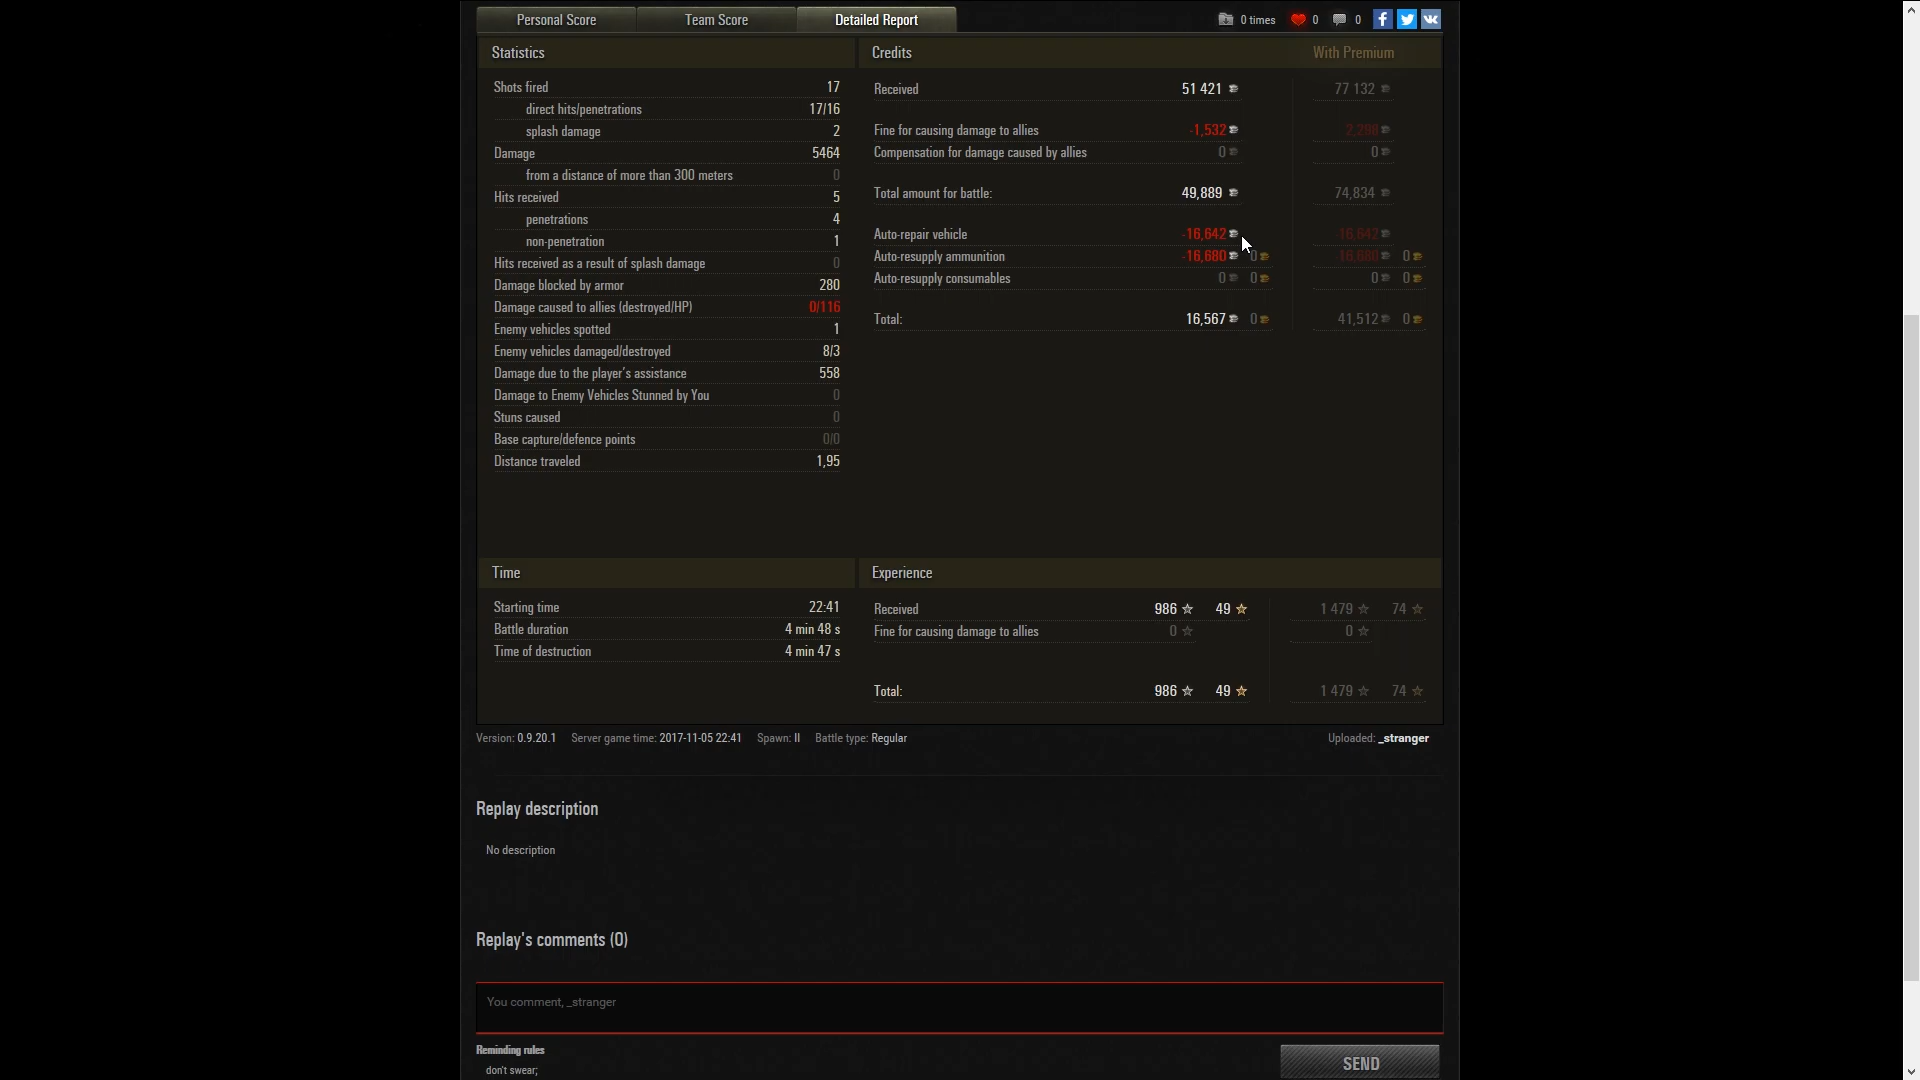 Personal Score Team Score Detailed Report 0 times 0 0
Statistics
Shots fired 17
direct hits/penetrations 17/16
splash damage 2
Damage 5464
from a distance of more than 300 meters 0
Hits received 5
penetrations 4
non-penetration 1
Hits received as a result of splash damage 0
Damage blocked by armor 280
Damage caused to allies (destroyed/HP) 0/116
Enemy vehicles spotted 1
Enemy vehicles damaged/destroyed 8/3
Damage due to the player's assistance 558
Damage to Enemy Vehicles Stunned by You 0
Stuns caused 0
Base capture/defence points 0/0
Distance traveled 1,95
Credits With Premium
Received 51 421 77 132
Fine for causing damage to allies -1,532 2,298
Compensation for damage caused by allies 0 0
Total amount for battle: 49,889 74,834
Auto-repair vehicle -16,642 -16,642
Auto-resupply ammunition -16,680 0 -16,680 0
Auto-resupply consumables 0 0 0 0
Total: 16,567 0 41,512 0
Time
Starting time 22:41
Battle duration 4 min 48 s
Time of destruction 4 min 47 s
Experience
Received 986 49 1 479 74
Fine for causing damage to allies 0 0
Total: 986 49 1 479 74
Version: 0.9.20.1 Server game time: 2017-11-05 22:41 Spawn: II Battle type: Regular Uploaded: _stranger
Replay description
No description
Replay's comments (0)
You comment, _stranger
Reminding rules
don't swear;
SEND